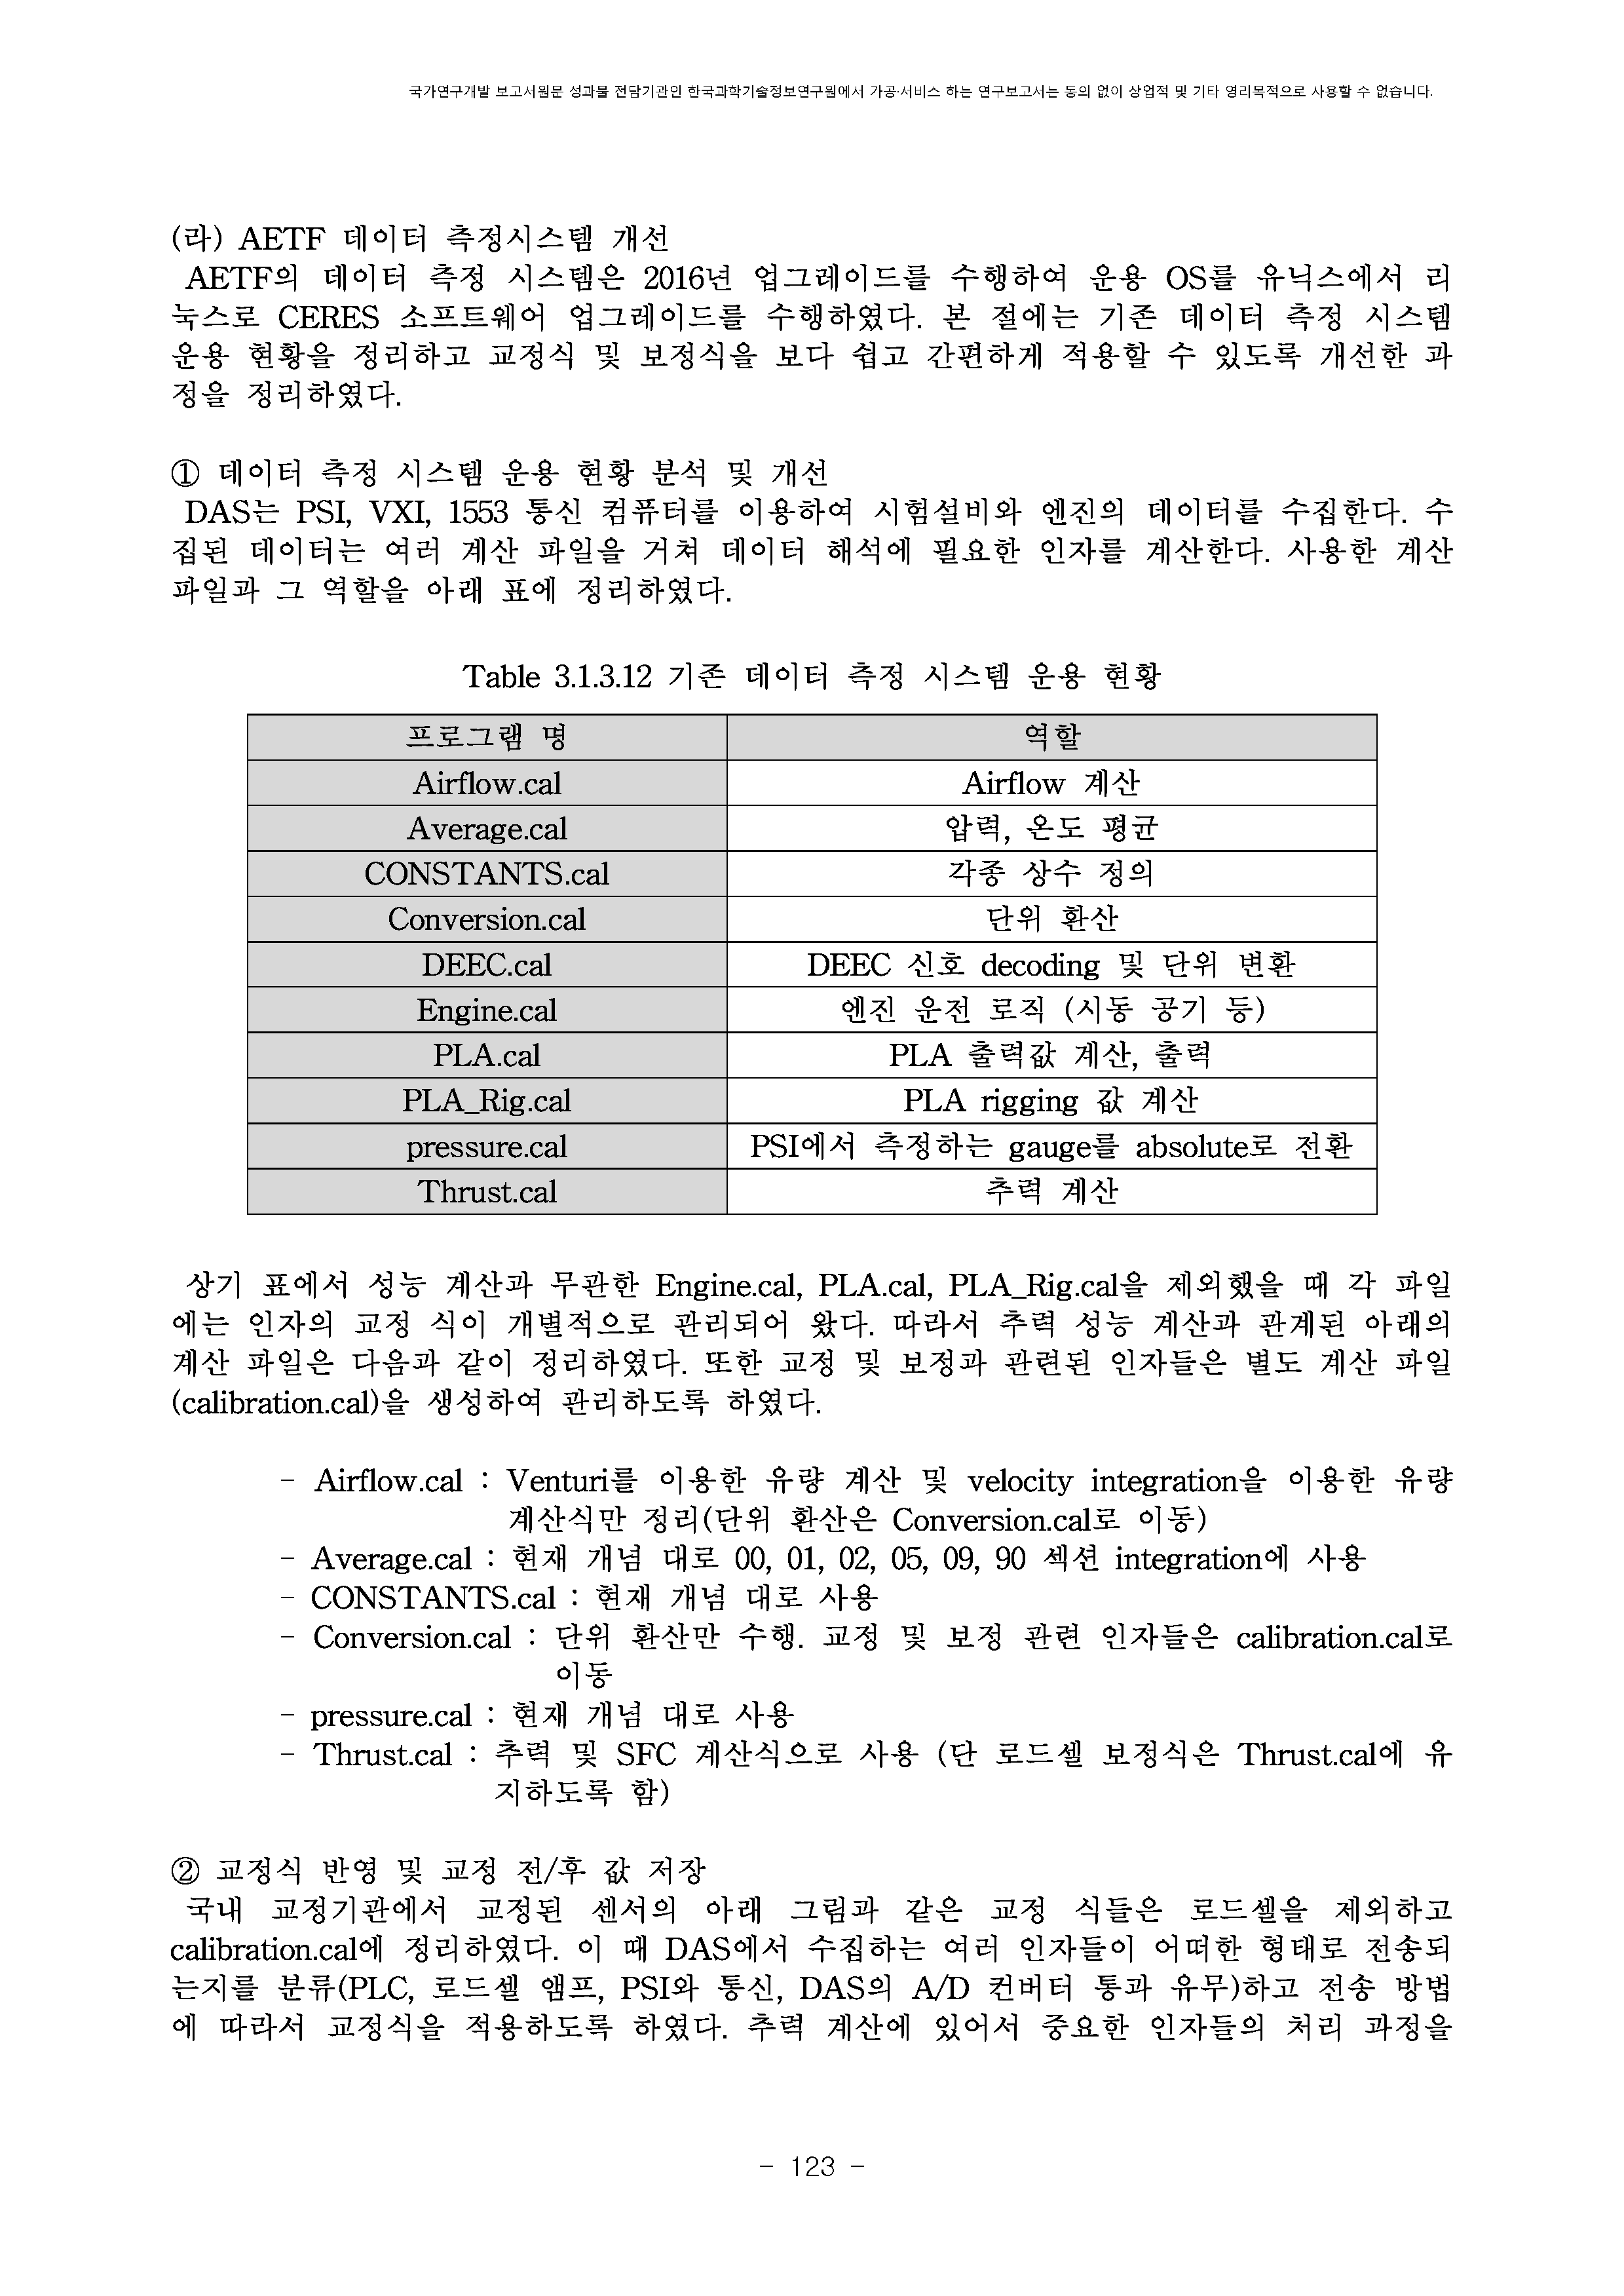 국가연구개발 보고서원문 성과물 전담기관인 한국과학기술정보연구원에서 가공·서비스 하는 연구보고서는 동의 없이 상업적 및 기타 영리목적으로 사용할 수 없습니다.
(라) AETF 데이터 측정시스템 개선
AETF의 데이터 측정 시스템은 2016년 업그레이드를 수행하여 운용 OS를 유닉스에서 리
눅스로 CERES 소프트웨어 업그레이드를 수행하였다. 본 절에는 기존 데이터 측정 시스템
운용 현황을 정리하고 교정식 및 보정식을 보다 쉽고 간편하게 적용할 수 있도록 개선한 과
정을 정리하였다.
① 데이터 측정 시스템 운용 현황 분석 및 개선
DAS는 PSI, VXI, 1553 통신 컴퓨터를 이용하여 시험설비와 엔진의 데이터를 수집한다. 수
집된 데이터는 여러 계산 파일을 거쳐 데이터 해석에 필요한 인자를 계산한다. 사용한 계산
파일과 그 역할을 아래 표에 정리하였다.
Table 3.1.3.12 기존 데이터 측정 시스템 운용 현황
프로그램 명 역할
Airflow.cal Airflow 계산
Average.cal 압력, 온도 평균
CONSTANTS.cal 각종 상수 정의
Conversion.cal 단위 환산
DEEC.cal DEEC 신호 decoding 및 단위 변환
Engine.cal 엔진 운전 로직 (시동 공기 등)
PLA.cal PLA 출력값 계산, 출력
PLA_Rig.cal PLA rigging 값 계산
pressure.cal PSI에서 측정하는 gauge를 absolute로 전환
Thrust.cal 추력 계산
상기 표에서 성능 계산과 무관한 Engine.cal, PLA.cal, PLA_Rig.cal을 제외했을 때 각 파일
에는 인자의 교정 식이 개별적으로 관리되어 왔다. 따라서 추력 성능 계산과 관계된 아래의
계산 파일은 다음과 같이 정리하였다. 또한 교정 및 보정과 관련된 인자들은 별도 계산 파일
(calibration.cal)을 생성하여 관리하도록 하였다.
- Airflow.cal : Venturi를 이용한 유량 계산 및 velocity integration을 이용한 유량
계산식만 정리(단위 환산은 Conversion.cal로 이동)
- Average.cal : 현재 개념 대로 00, 01, 02, 05, 09, 90 섹션 integration에 사용
- CONSTANTS.cal : 현재 개념 대로 사용
- Conversion.cal : 단위 환산만 수행. 교정 및 보정 관련 인자들은 calibration.cal로
이동
- pressure.cal : 현재 개념 대로 사용
- Thrust.cal : 추력 및 SFC 계산식으로 사용 (단 로드셀 보정식은 Thrust.cal에 유
지하도록 함)
② 교정식 반영 및 교정 전/후 값 저장
국내 교정기관에서 교정된 센서의 아래 그림과 같은 교정 식들은 로드셀을 제외하고
calibration.cal에 정리하였다. 이 때 DAS에서 수집하는 여러 인자들이 어떠한 형태로 전송되
는지를 분류(PLC, 로드셀 앰프, PSI와 통신, DAS의 A/D 컨버터 통과 유무)하고 전송 방법
에 따라서 교정식을 적용하도록 하였다. 추력 계산에 있어서 중요한 인자들의 처리 과정을
- 123 -